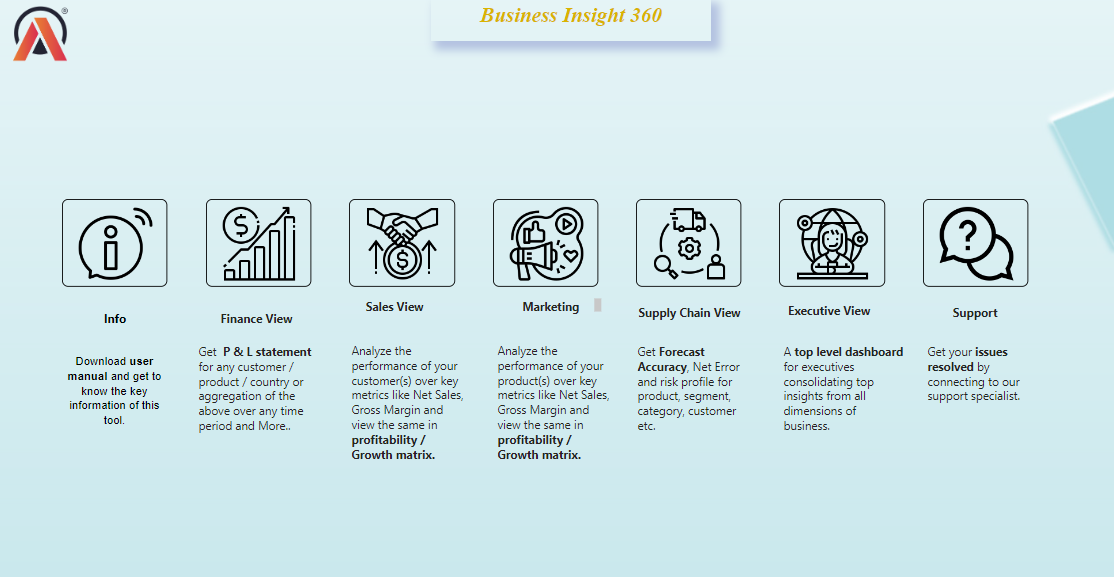 ®
Business Insight 360
Info
Download user
manual and get to
know the key
information of this
tool.
Finance View
Get P & L statement
for any customer /
product / country or
aggregation of the
above over any time
period and More..
Sales View
Analyze the
performance of your
customer(s) over key
metrics like Net Sales,
Gross Margin and
view the same in
profitability /
Growth matrix.
Marketing
Analyze the
performance of your
product(s) over key
metrics like Net Sales,
Gross Margin and
view the same in
profitability /
Growth matrix.
Supply Chain View
Get Forecast
Accuracy, Net Error
and risk profile for
product, segment,
category, customer
etc.
Executive View
A top level dashboard
for executives
consolidating top
insights from all
dimensions of
business.
Support
Get your issues
resolved by
connecting to our
support specialist.